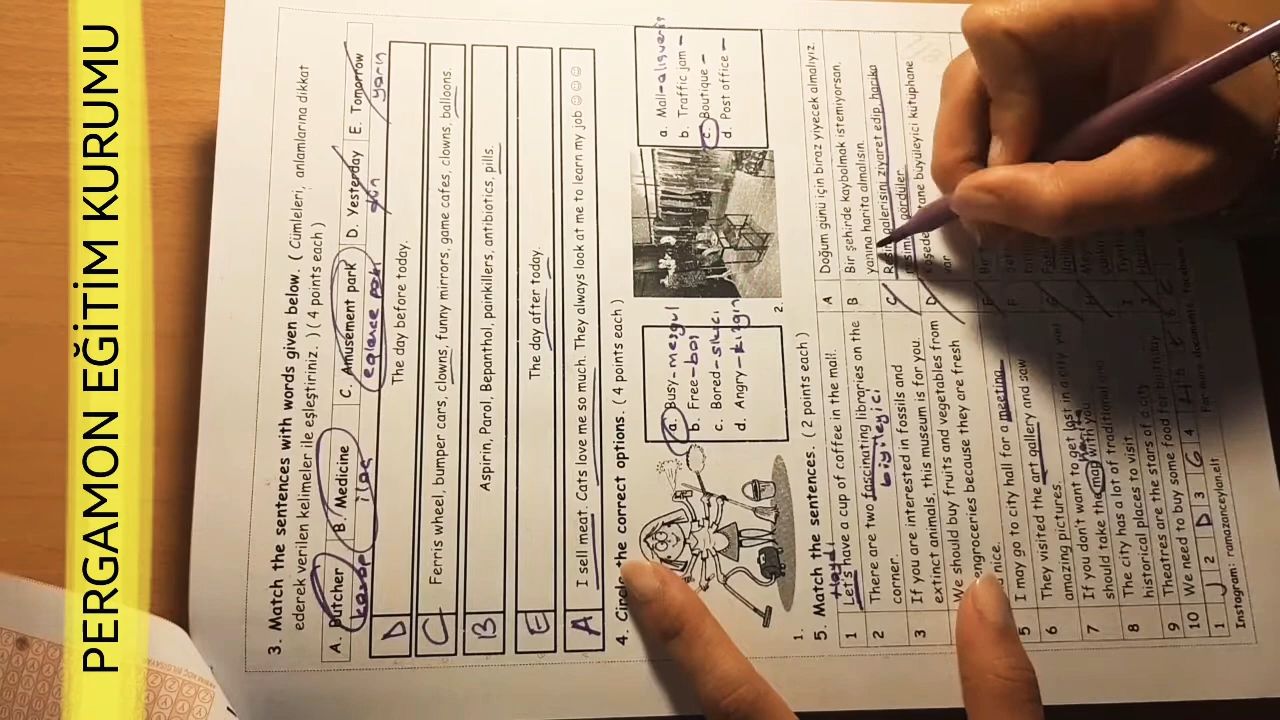 PERGAMON EĞİTİM KURUMU
3. Match the sentences with words given below. ( Cümleleri, anlamlarına dikkat
ederek verilen kelimeler ile eşleştiriniz. ) ( 4 points each )
A. Butcher B. Medicine C. Amusement park D. Yesterday E. Tomorrow
kasap ilaç eğlence parkı dün yarın
D The day before today.
C Ferris wheel, bumper cars, clowns, funny mirrors, game cafes, clowns, balloons.
B Aspirin, Parol, Bepanthol, painkillers, antibiotics, pills.
E The day after today.
A I sell meat. Cats love me so much. They always look at me to learn my job ☺ ☺ ☺
4. Circle the correct options. ( 4 points each )
1.
a. Busy - meşgul
b. Free - boş
c. Bored - sıkıcı
d. Angry - kızgın
2.
a. Mall - alışveriş
b. Traffic jam -
c. Boutique -
d. Post office -
5. Match the sentences. ( 2 points each )
Haydi
1 Let's have a cup of coffee in the mall.
2 There are two fascinating libraries on the
corner. büyüleyici
3 If you are interested in fossils and
extinct animals, this museum is for you.
We should buy fruits and vegetables from
greengroceries because they are fresh
nice.
5 I may go to city hall for a meeting
6 They visited the art gallery and saw
amazing pictures.
7 If you don't want to get lost in a city, you
should take the map with you. harita
8 The city has a lot of traditional and
historical places to visit.
9 Theatres are the stars of a city
10 We need to buy some food for birthday
A Doğum günü için biraz yiyecek almalıyız.
B Bir şehirde kaybolmak istemiyorsan,
yanına harita almalısın.
C Resim galerisini ziyaret edip, harika
gördüler
D Köşede tane büyüleyici kütüphane
var
E
F
G
H
I
1 J 2 D 3 G 4
Instagram: ramazanceylan.elt